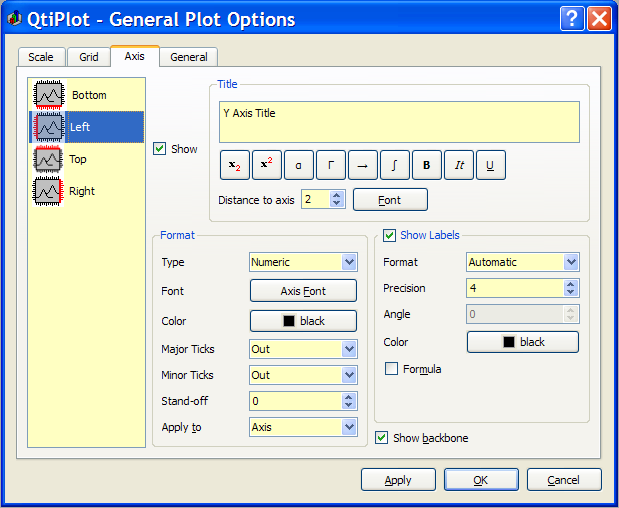 QtiPlot - General Plot Options
Scale Grid Axis General
Bottom
Left
Top
Right
Show
Title
Y Axis Title
x2 x2 α Γ → ∫ B It U
Distance to axis 2 Font
Format
Type Numeric
Font Axis Font
Color black
Major Ticks Out
Minor Ticks Out
Stand-off 0
Apply to Axis
Show Labels
Format Automatic
Precision 4
Angle 0
Color black
Formula
Show backbone
Apply OK Cancel